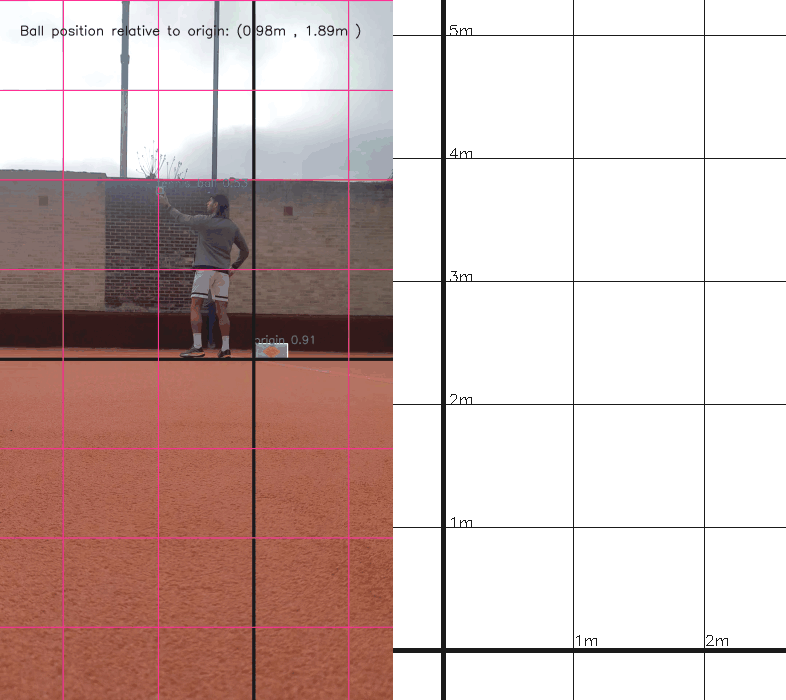 Ball position relative to origin: (0.98m , 1.89m )
origin 0.91
5m
4m
3m
2m
1m
1m
2m